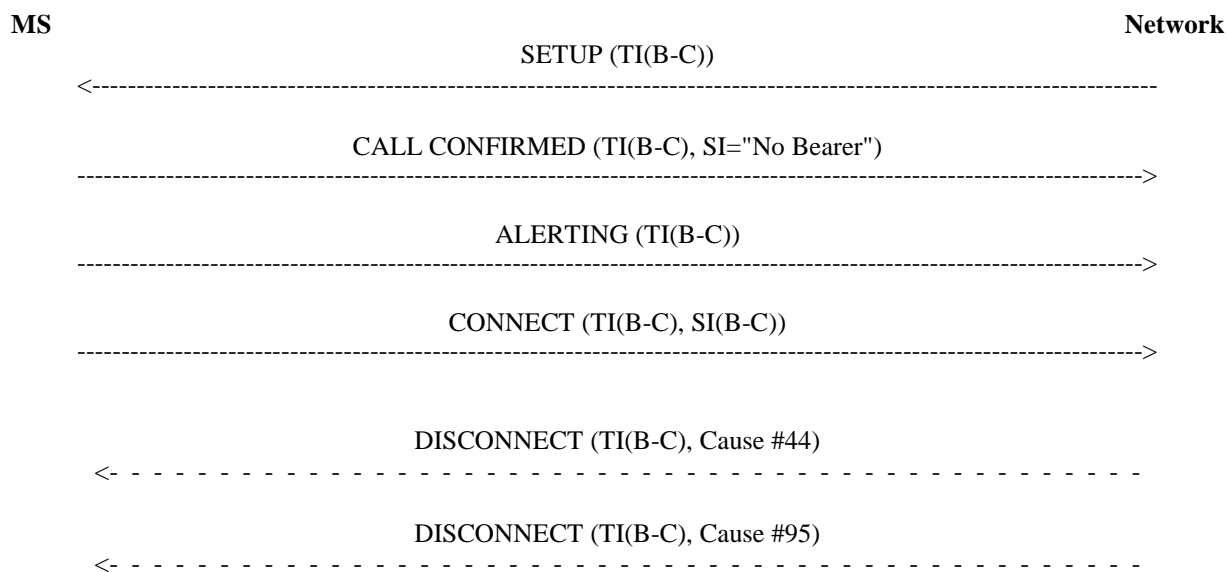 MS Network
SETUP (TI(B-C))
CALL CONFIRMED (TI(B-C), SI="No Bearer")
ALERTING (TI(B-C))
CONNECT (TI(B-C), SI(B-C))
DISCONNECT (TI(B-C), Cause #44)
DISCONNECT (TI(B-C), Cause #95)